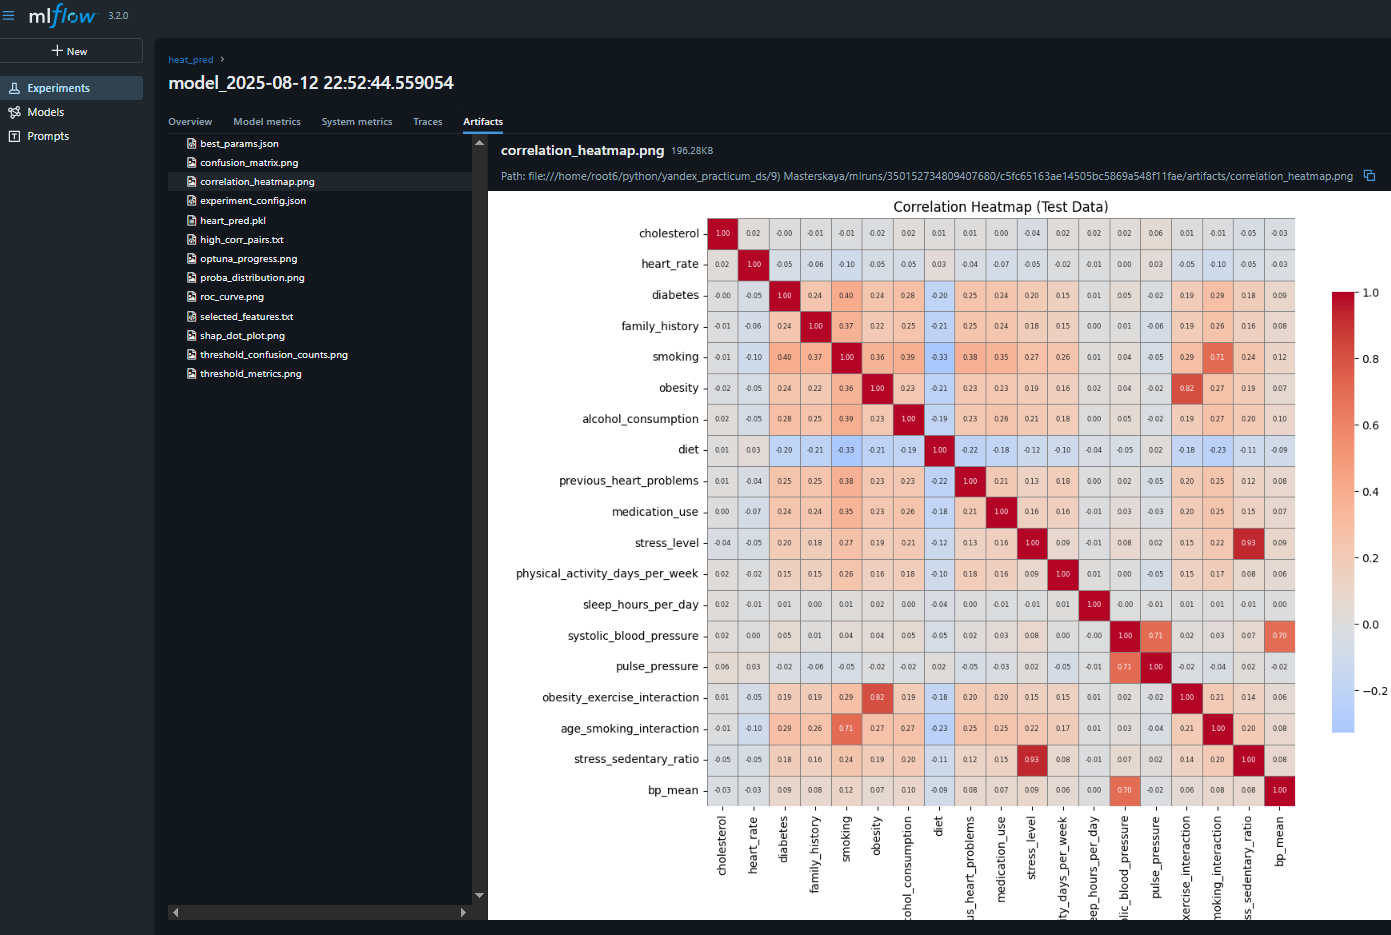 mlflow 3.2.0
New
Experiments
Models
Prompts
heat_pred ›
model_2025-08-12 22:52:44.559054
Overview Model metrics System metrics Traces Artifacts
best_params.json
confusion_matrix.png
correlation_heatmap.png
experiment_config.json
heart_pred.pkl
high_corr_pairs.txt
optuna_progress.png
proba_distribution.png
roc_curve.png
selected_features.txt
shap_dot_plot.png
threshold_confusion_counts.png
threshold_metrics.png
correlation_heatmap.png 196.28KB
Path: file:///home/root6/python/yandex_practicum_ds/9) Masterskaya/mlruns/350152734809407680/c5fc65163ae14505bc5869a548f11fae/artifacts/correlation_heatmap.png
Correlation Heatmap (Test Data)
cholesterol 1.00 0.02 -0.00 -0.01 -0.01 -0.02 0.02 0.01 0.01 0.00 -0.04 0.02 0.02 0.02 0.06 0.01 -0.01 -0.05 -0.03
heart_rate 0.02 1.00 -0.05 -0.06 -0.10 -0.05 -0.05 0.03 -0.04 -0.07 -0.05 -0.02 -0.01 0.00 0.03 -0.05 -0.10 -0.05 -0.03
diabetes -0.00 -0.05 1.00 0.24 0.40 0.24 0.28 -0.20 0.25 0.24 0.20 0.15 0.01 0.05 -0.02 0.19 0.29 0.18 0.09
family_history -0.01 -0.06 0.24 1.00 0.37 0.22 0.25 -0.21 0.25 0.24 0.18 0.15 0.00 0.01 -0.06 0.19 0.26 0.16 0.08
smoking -0.01 -0.10 0.40 0.37 1.00 0.36 0.39 -0.33 0.38 0.35 0.27 0.26 0.01 0.04 -0.05 0.29 0.71 0.24 0.12
obesity -0.02 -0.05 0.24 0.22 0.36 1.00 0.23 -0.21 0.23 0.23 0.19 0.16 0.02 0.04 -0.02 0.82 0.27 0.19 0.07
alcohol_consumption 0.02 -0.05 0.28 0.25 0.39 0.23 1.00 -0.19 0.23 0.26 0.21 0.18 0.00 0.05 -0.02 0.19 0.27 0.20 0.10
diet 0.01 0.03 -0.20 -0.21 -0.33 -0.21 -0.19 1.00 -0.22 -0.18 -0.12 -0.10 -0.04 -0.05 0.02 -0.18 -0.23 -0.11 -0.09
previous_heart_problems 0.01 -0.04 0.25 0.25 0.38 0.23 0.23 -0.22 1.00 0.21 0.13 0.18 0.00 0.02 -0.05 0.20 0.25 0.12 0.08
medication_use 0.00 -0.07 0.24 0.24 0.35 0.23 0.26 -0.18 0.21 1.00 0.16 0.16 -0.01 0.03 -0.03 0.20 0.25 0.15 0.07
stress_level -0.04 -0.05 0.20 0.18 0.27 0.19 0.21 -0.12 0.13 0.16 1.00 0.09 -0.01 0.08 0.02 0.15 0.22 0.93 0.09
physical_activity_days_per_week 0.02 -0.02 0.15 0.15 0.26 0.16 0.18 -0.10 0.18 0.16 0.09 1.00 0.01 0.00 -0.05 0.15 0.17 0.08 0.06
sleep_hours_per_day 0.02 -0.01 0.01 0.00 0.01 0.02 0.00 -0.04 0.00 -0.01 -0.01 0.01 1.00 -0.00 -0.01 0.01 0.01 -0.01 0.00
systolic_blood_pressure 0.02 0.00 0.05 0.01 0.04 0.04 0.05 -0.05 0.02 0.03 0.08 0.00 -0.00 1.00 0.71 0.02 0.03 0.07 0.70
pulse_pressure 0.06 0.03 -0.02 -0.06 -0.05 -0.02 -0.02 0.02 -0.05 -0.03 0.02 -0.05 -0.01 0.71 1.00 -0.02 -0.04 0.02 -0.02
obesity_exercise_interaction 0.01 -0.05 0.19 0.19 0.29 0.82 0.19 -0.18 0.20 0.20 0.15 0.15 0.01 0.02 -0.02 1.00 0.21 0.14 0.06
age_smoking_interaction -0.01 -0.10 0.29 0.26 0.71 0.27 0.27 -0.23 0.25 0.25 0.22 0.17 0.01 0.03 -0.04 0.21 1.00 0.20 0.08
stress_sedentary_ratio -0.05 -0.05 0.18 0.16 0.24 0.19 0.20 -0.11 0.12 0.15 0.93 0.08 -0.01 0.07 0.02 0.14 0.20 1.00 0.08
bp_mean -0.03 -0.03 0.09 0.08 0.12 0.07 0.10 -0.09 0.08 0.07 0.09 0.06 0.00 0.70 -0.02 0.06 0.08 0.08 1.00
cholesterol
heart_rate
diabetes
family_history
smoking
obesity
cohol_consumption
diet
us_heart_problems
medication_use
stress_level
ity_days_per_week
eep_hours_per_day
lic_blood_pressure
pulse_pressure
xercise_interaction
moking_interaction
ss_sedentary_ratio
bp_mean
1.0
0.8
0.6
0.4
0.2
0.0
−0.2